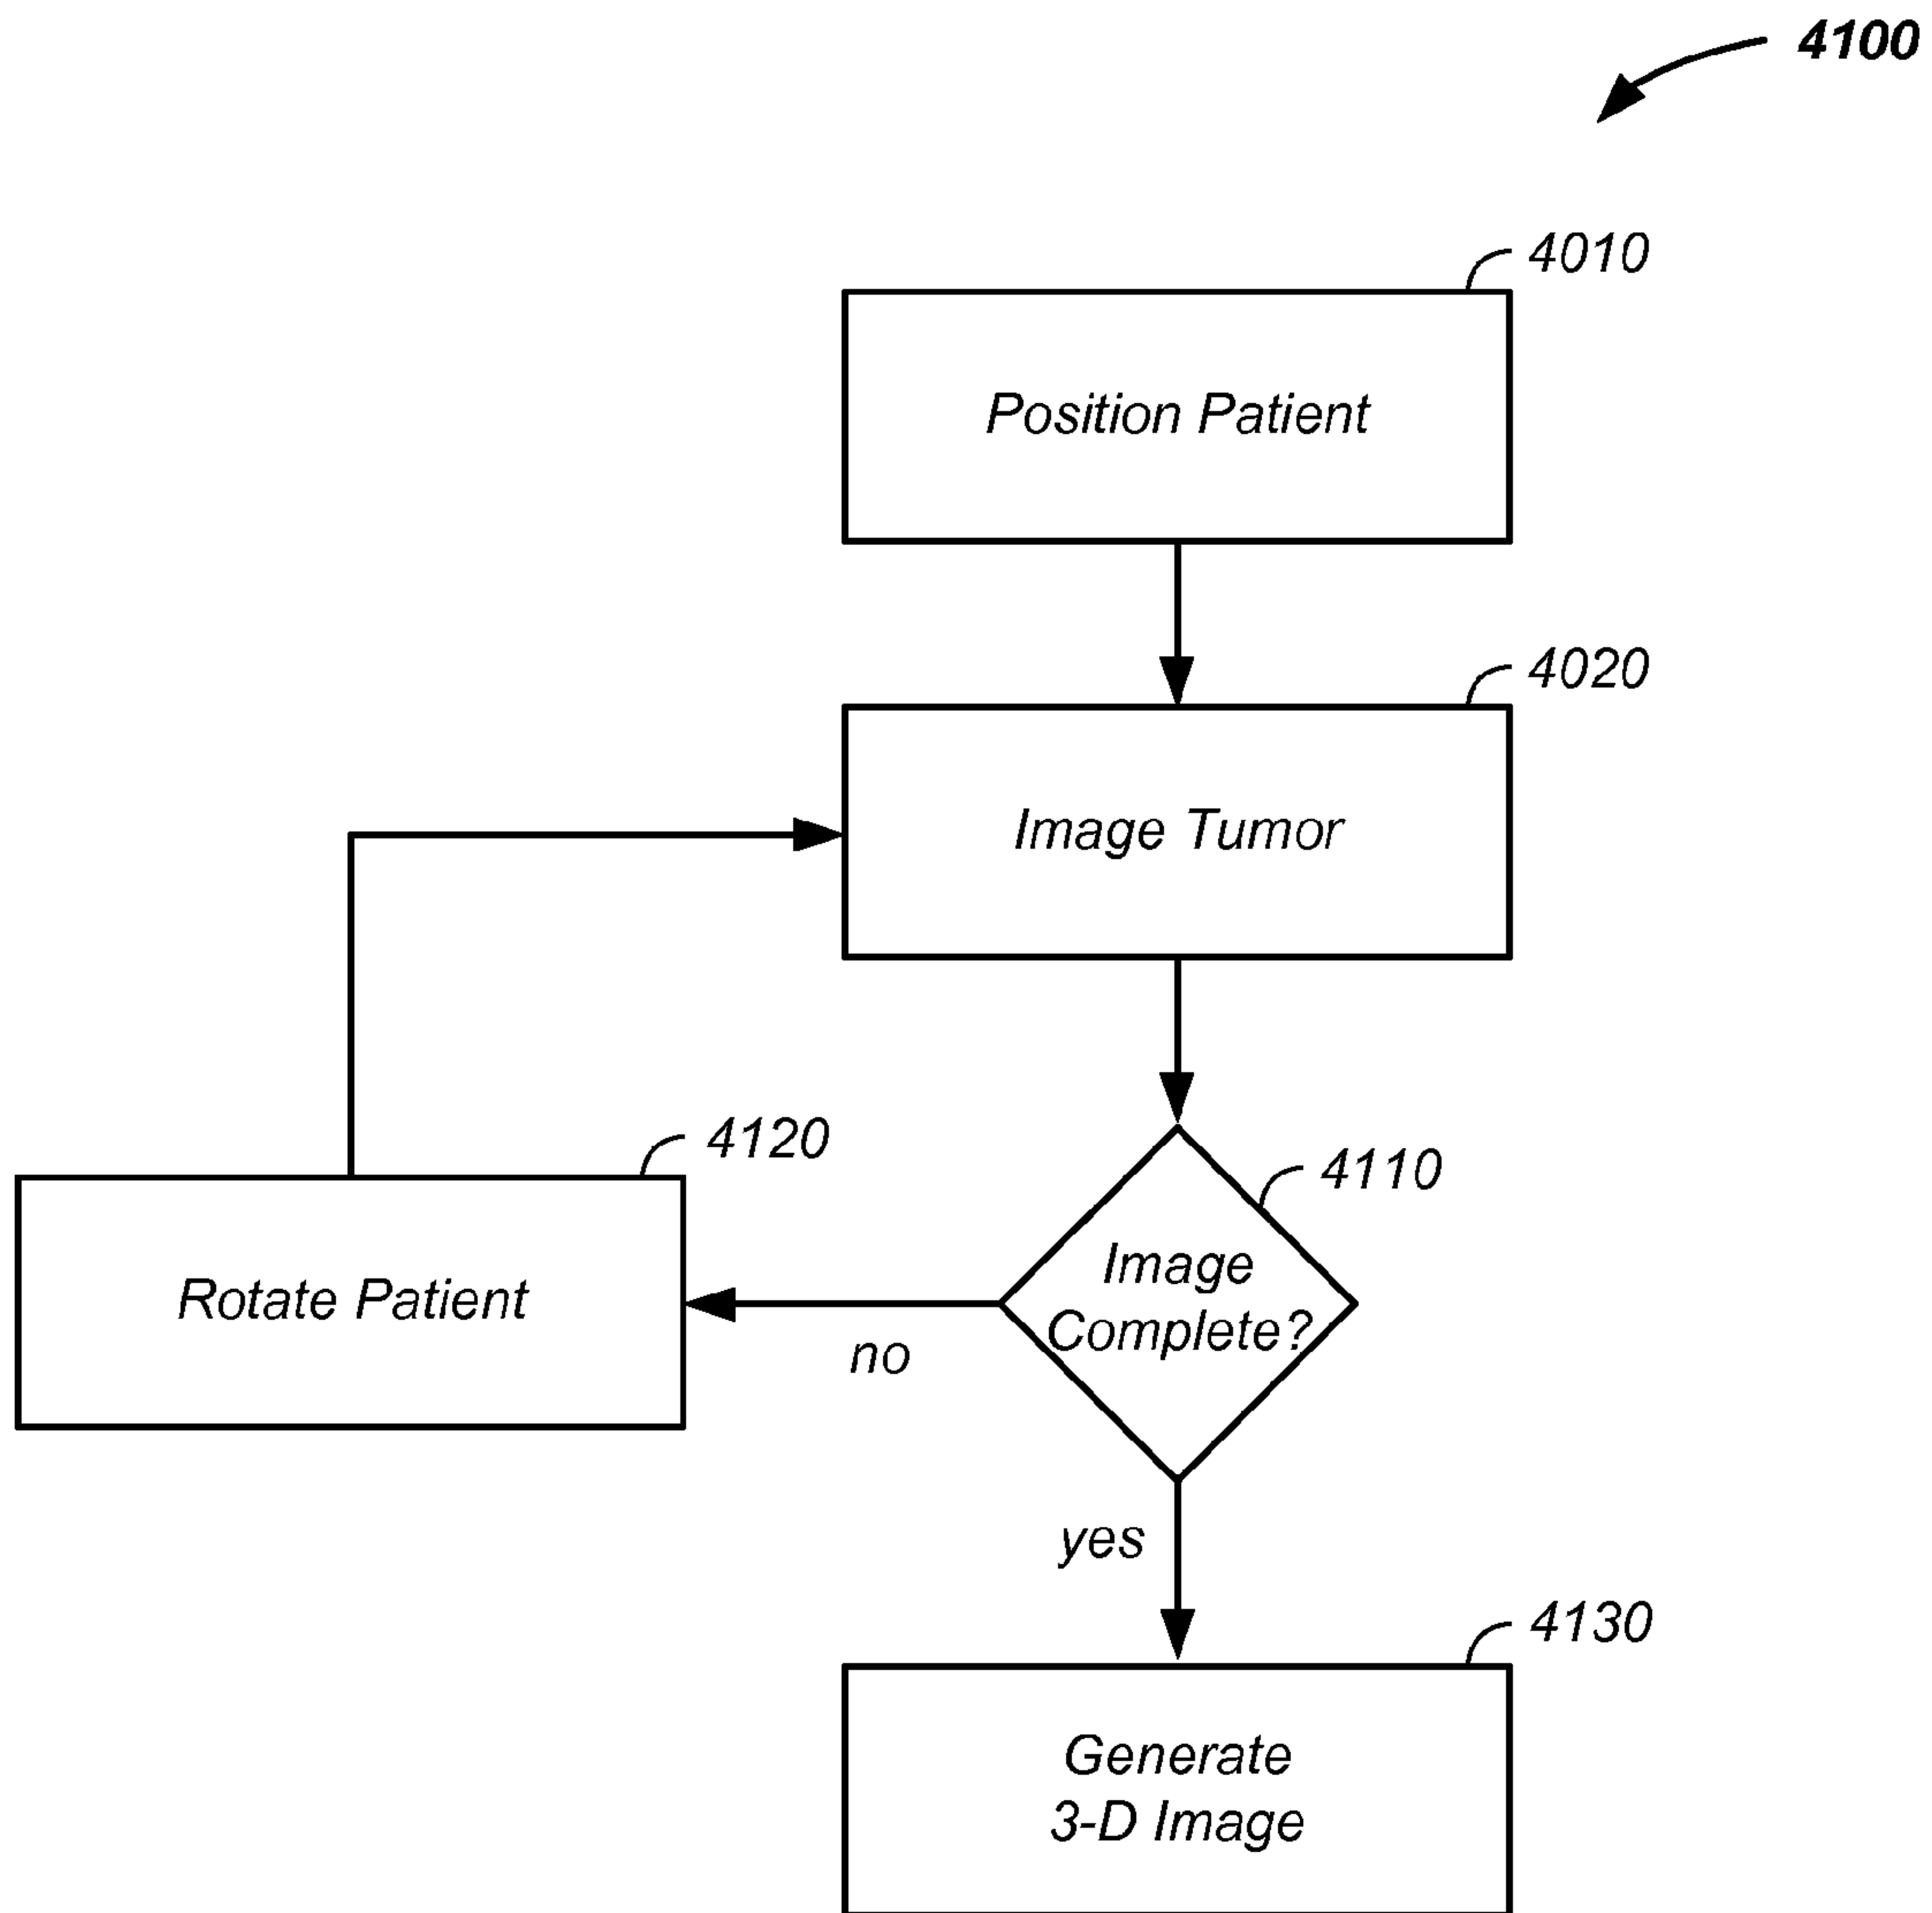 4100
4010
Position Patient
4020
Image Tumor
4120
4110
Image
Complete?
Rotate Patient
no
yes
4130
Generate
3-D Image